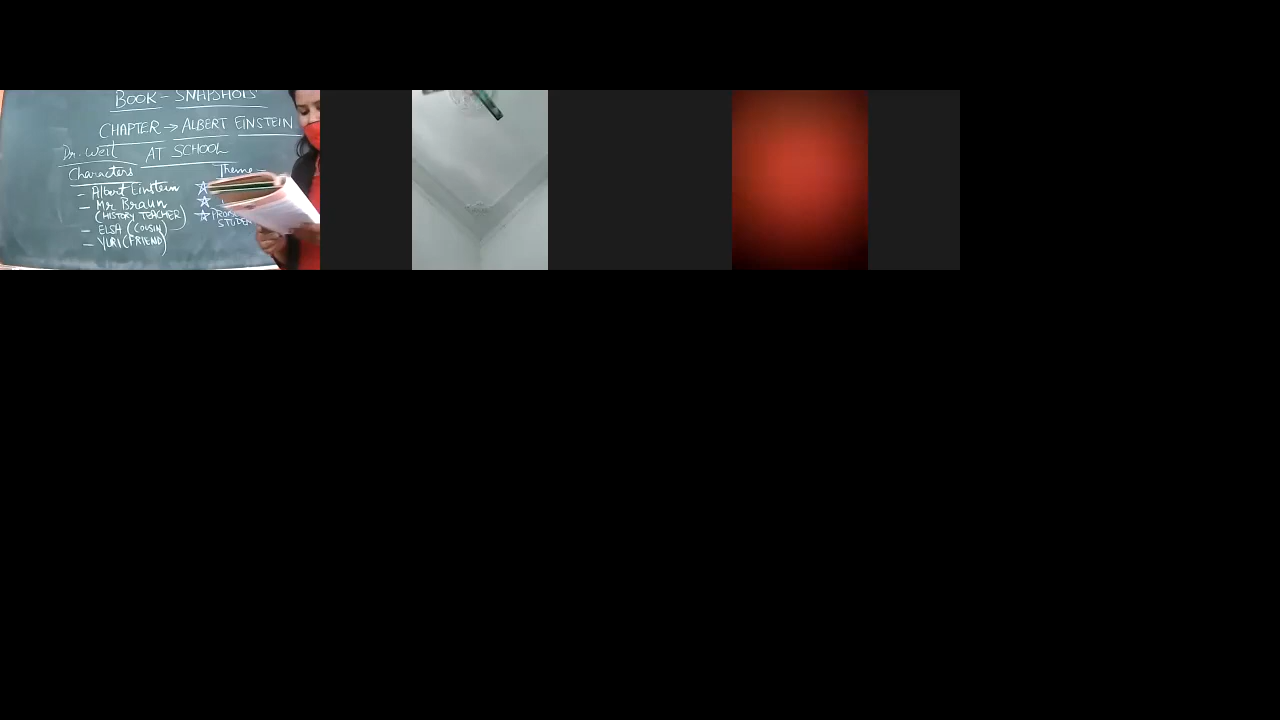 BOOK - SNAPSHOTS
CHAPTER → ALBERT EINSTEIN
AT SCHOOL
Dr. Weil
Characters
- Albert Einstein
- Mr Braun
(HISTORY TEACHER)
- ELSA (COUSIN)
- YURI (FRIEND)
Theme -